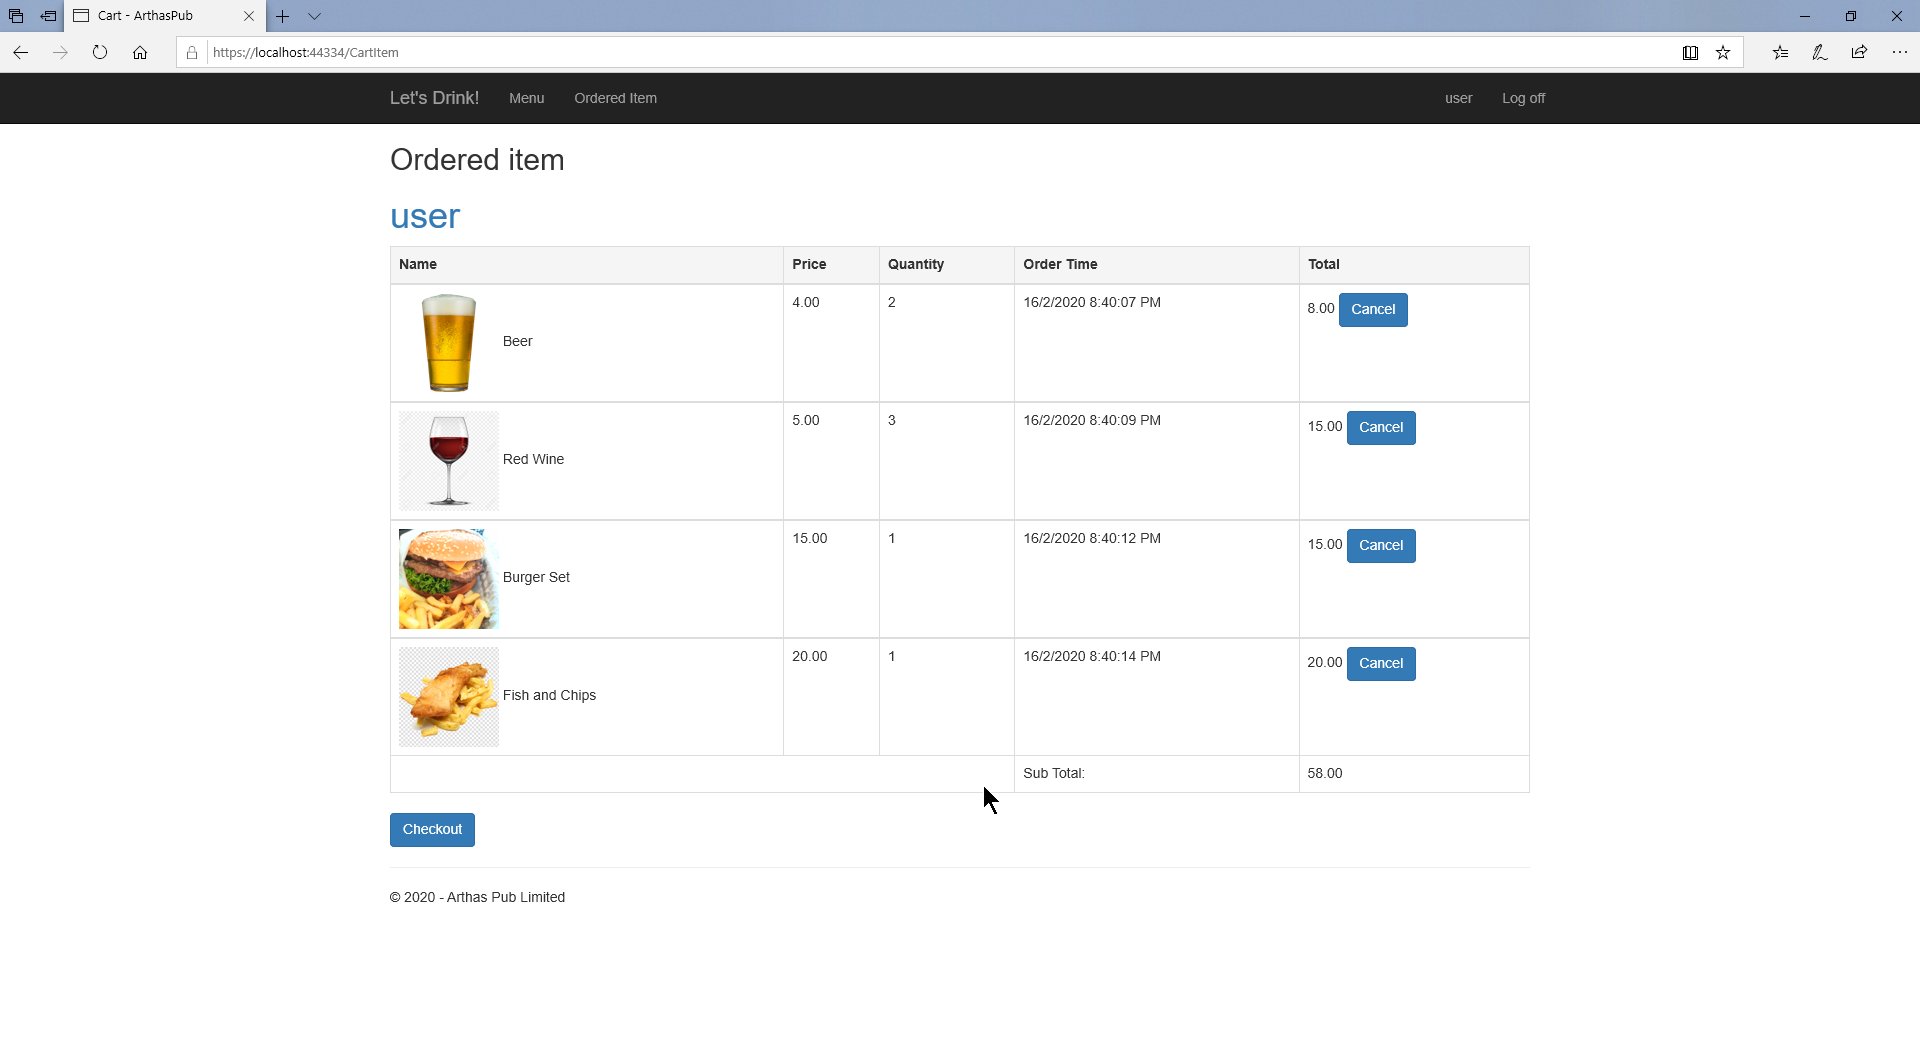 Cart - ArthasPub
https://localhost:44334/CartItem
Let's Drink! Menu Ordered Item user Log off
Ordered item
user
Name Price Quantity Order Time Total
Beer 4.00 2 16/2/2020 8:40:07 PM 8.00 Cancel
Red Wine 5.00 3 16/2/2020 8:40:09 PM 15.00 Cancel
Burger Set 15.00 1 16/2/2020 8:40:12 PM 15.00 Cancel
Fish and Chips 20.00 1 16/2/2020 8:40:14 PM 20.00 Cancel
Sub Total: 58.00
Checkout
© 2020 - Arthas Pub Limited